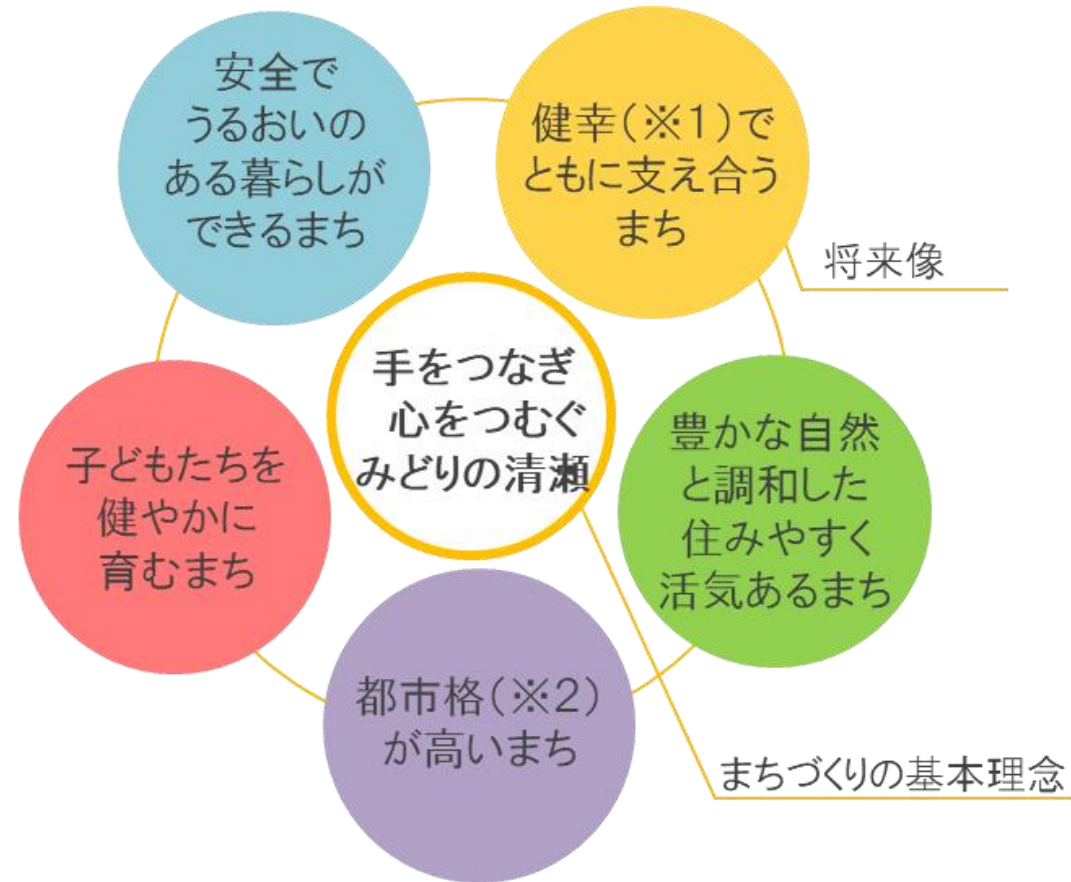 安全で
うるおいの
ある暮らしが
できるまち
健幸(※1)で
ともに支え合う
まち
将来像
手をつなぎ
心をつむぐ
みどりの清瀬
子どもたちを
健やかに
育むまち
豊かな自然
と調和した
住みやすく
活気あるまち
都市格(※2)
が高いまち
まちづくりの基本理念